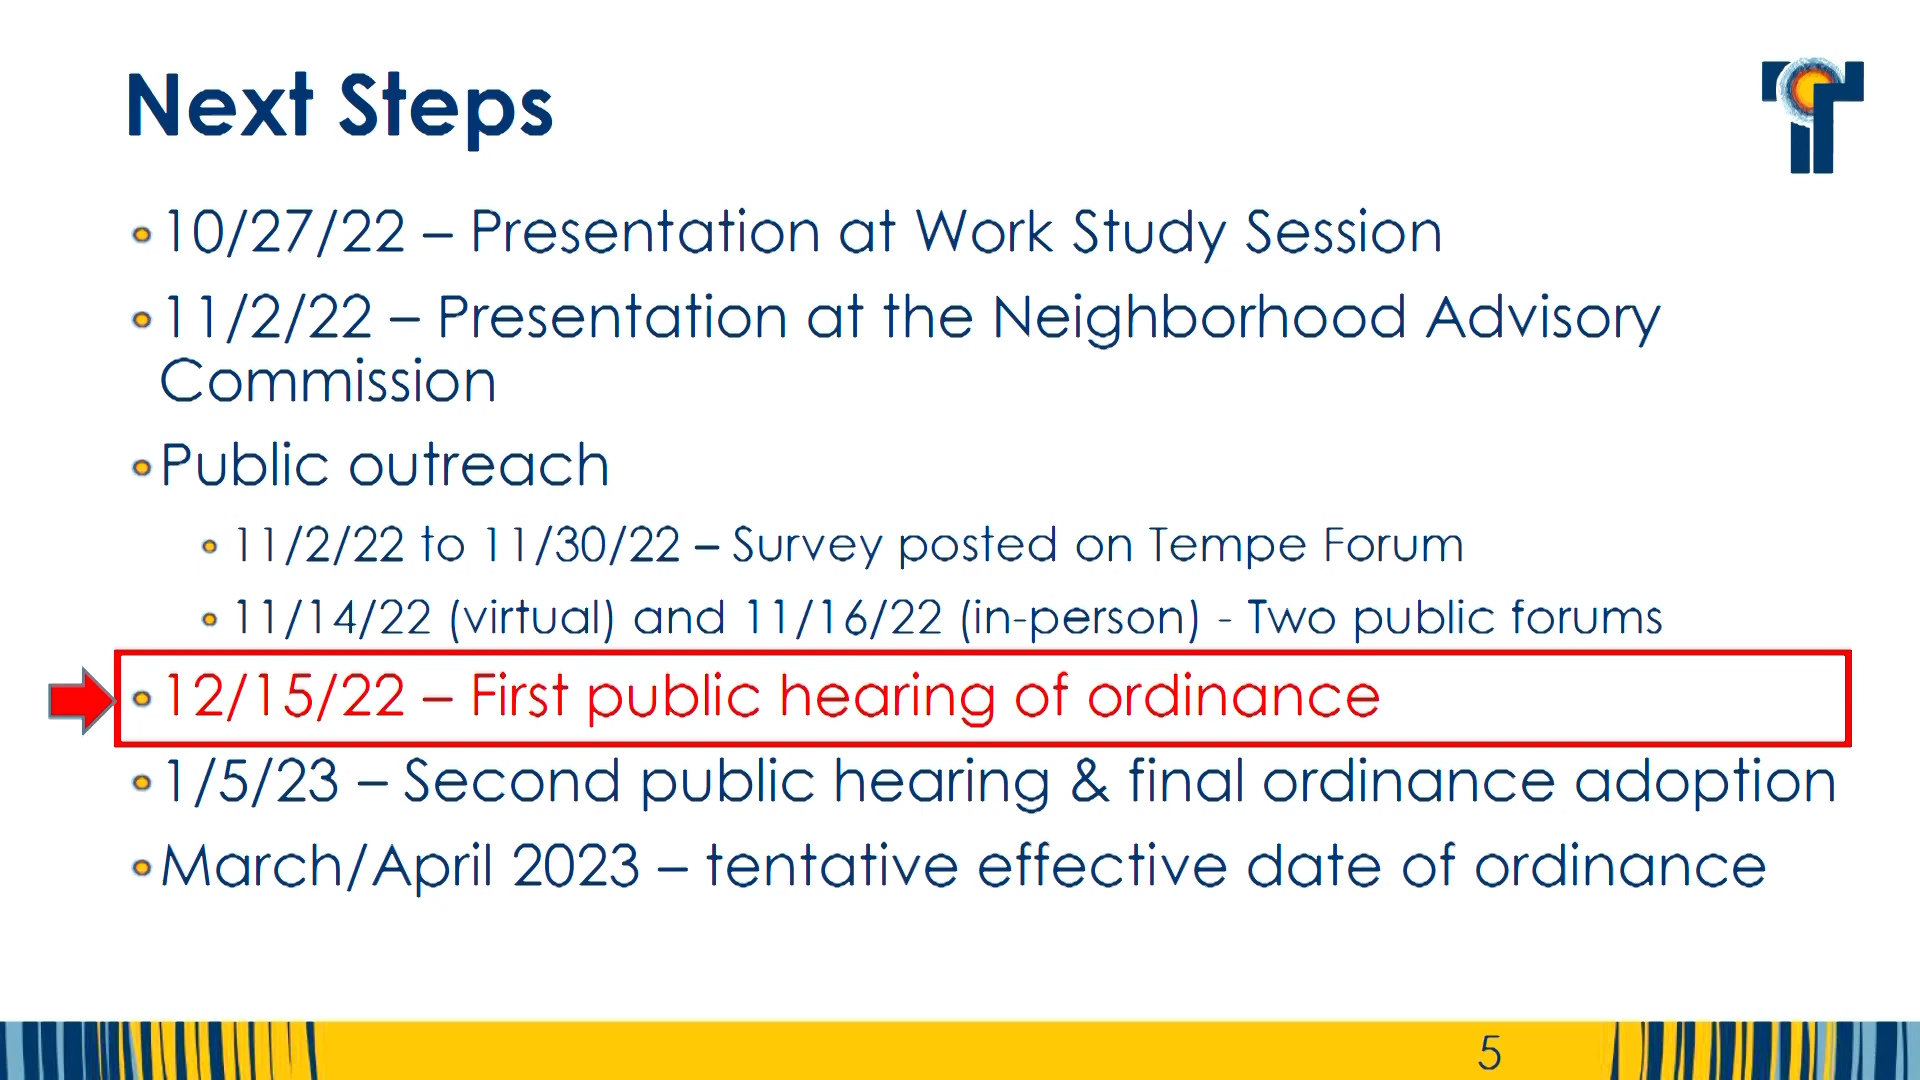 Next Steps
10/27/22 – Presentation at Work Study Session
11/2/22 – Presentation at the Neighborhood Advisory
Commission
Public outreach
11/2/22 to 11/30/22 – Survey posted on Tempe Forum
11/14/22 (virtual) and 11/16/22 (in-person) - Two public forums
12/15/22 – First public hearing of ordinance
1/5/23 – Second public hearing & final ordinance adoption
March/April 2023 – tentative effective date of ordinance
5